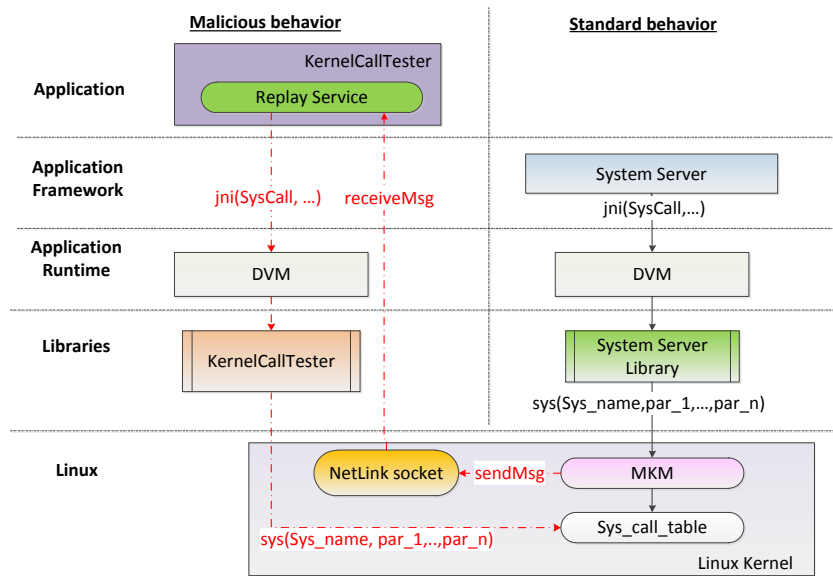 Malicious behavior
Standard behavior
KernelCallTester
Application
Replay Service
Application
Framework
System Server
jni(SysCall, ...)
receiveMsg
jni(SysCall,...)
Application
Runtime
DVM
DVM
Libraries
KernelCallTester
System Server
Library
sys(Sys_name,par_1,...,par_n)
Linux
NetLink socket
sendMsg
MKM
Sys_call_table
sys(Sys_name, par_1,..,par_n)
Linux Kernel